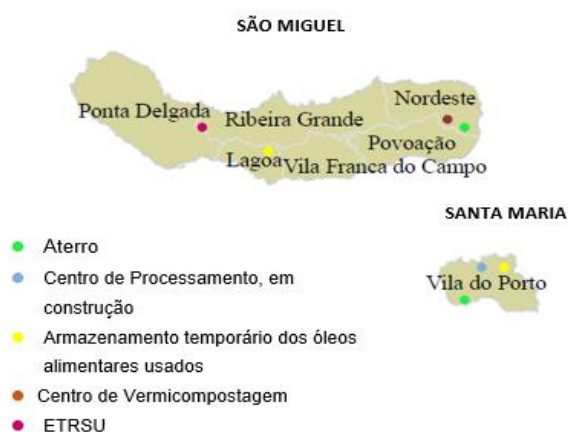 SÃO MIGUEL
Nordeste
Ponta Delgada
Ribeira Grande
Povoação
Lagoa
Vila Franca do Campo
SANTA MARIA
Vila do Porto
Aterro
Centro de Processamento, em
construção
Armazenamento temporário dos óleos
alimentares usados
Centro de Vermicompostagem
ETRSU